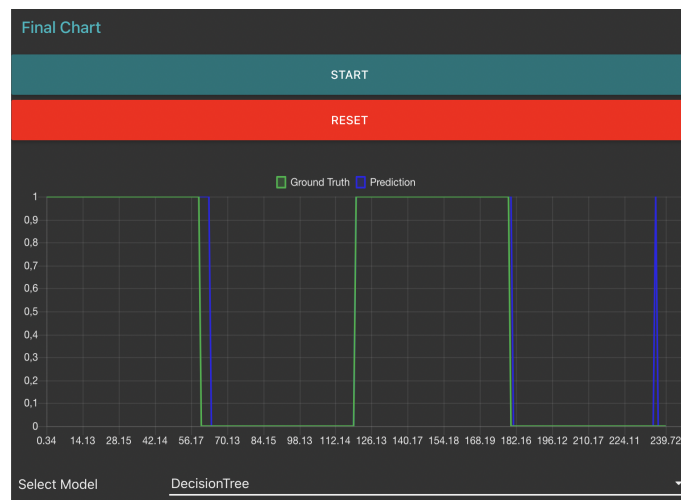 Final Chart
START
RESET
Ground Truth Prediction
1
0,9
0,8
0,7
0,6
0,5
0,4
0,3
0,2
0,1
0
0.34 14.13 28.15 42.14 56.17 70.13 84.15 98.13 112.14 126.13 140.17 154.18 168.19 182.16 196.12 210.17 224.11 239.72
Select Model DecisionTree